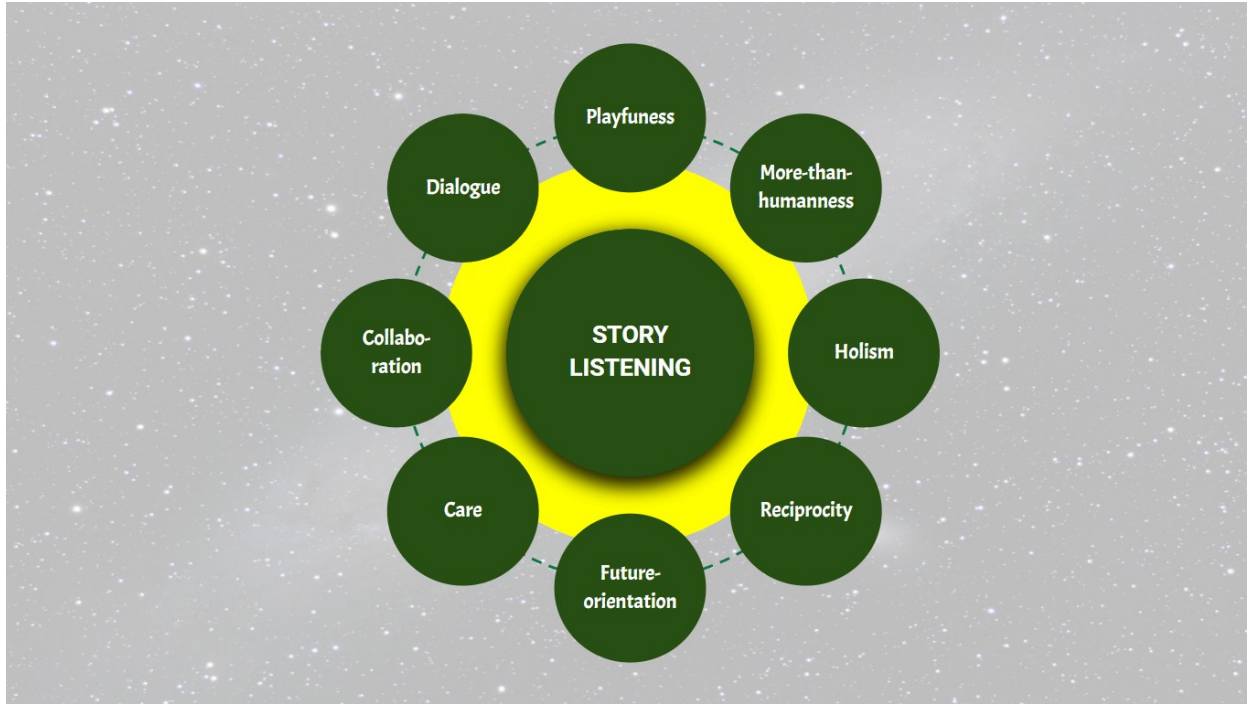 Playfuness
More-than-
humanness
Holism
Reciprocity
Future-
orientation
Care
Collabo-
ration
Dialogue
STORY
LISTENING